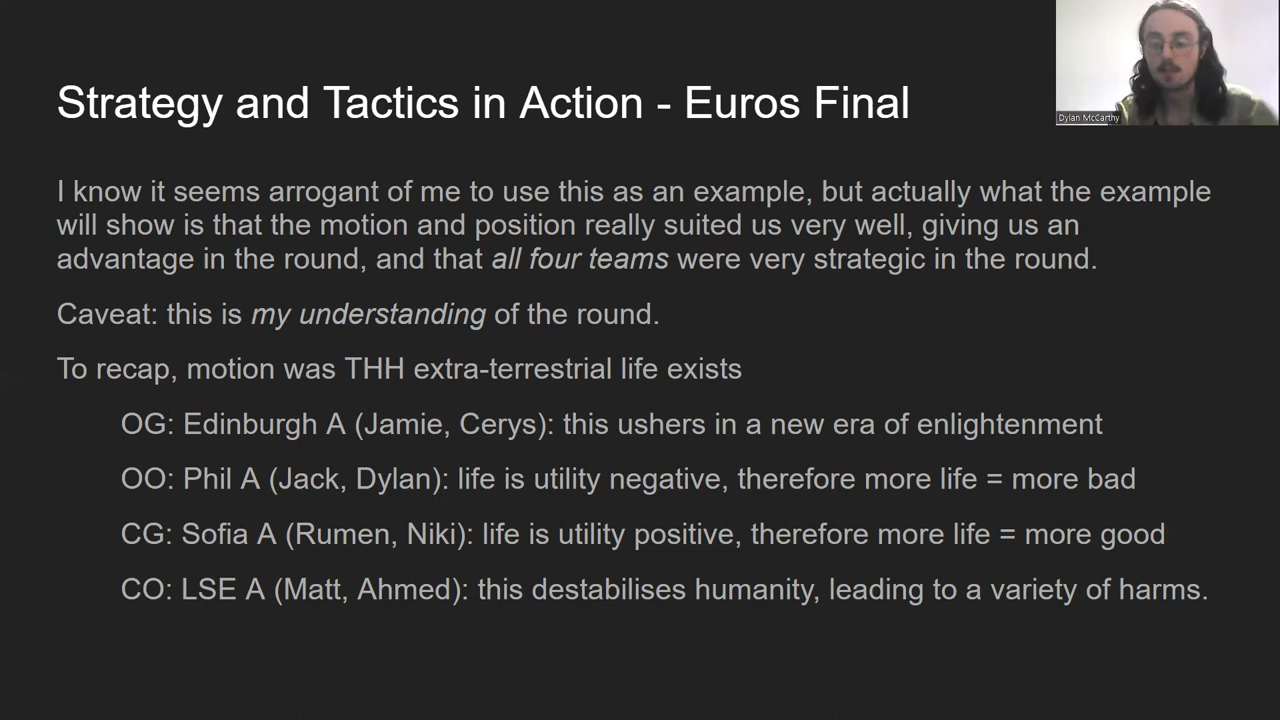 Strategy and Tactics in Action - Euros Final
Dylan McCarthy
I know it seems arrogant of me to use this as an example, but actually what the example
will show is that the motion and position really suited us very well, giving us an
advantage in the round, and that all four teams were very strategic in the round.
Caveat: this is my understanding of the round.
To recap, motion was THH extra-terrestrial life exists
OG: Edinburgh A (Jamie, Cerys): this ushers in a new era of enlightenment
OO: Phil A (Jack, Dylan): life is utility negative, therefore more life = more bad
CG: Sofia A (Rumen, Niki): life is utility positive, therefore more life = more good
CO: LSE A (Matt, Ahmed): this destabilises humanity, leading to a variety of harms.